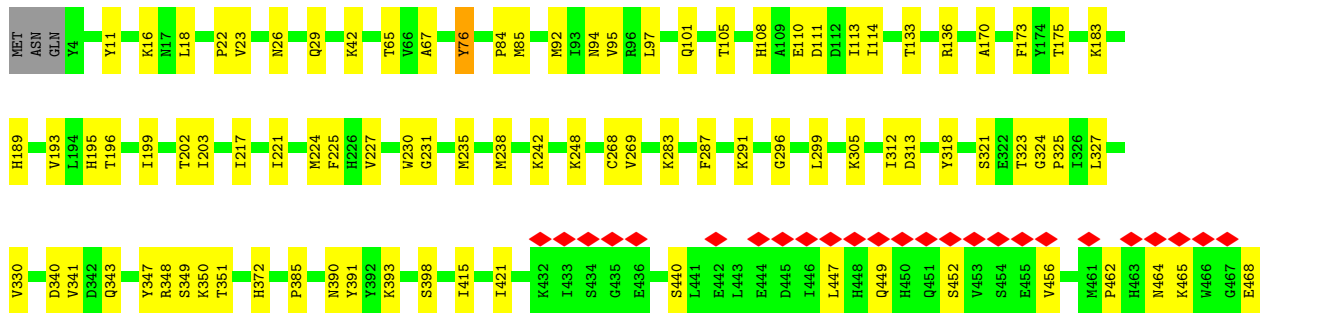 MET ASN GLN Y4 Y11 K16 N17 L18 P22 V23 N26 Q29 K42 T65 V66 A67 Y76 P84 M85 M92 I93 N94 V95 R96 L97 Q101 T105 H108 A109 E110 D111 D112 I113 I114 T133 R136 A170 F173 Y174 T175 K183
H189 V193 L194 H195 T196 I199 T202 I203 I217 I221 M224 F225 H226 V227 W230 G231 M235 M238 K242 K248 C268 V269 K283 F287 K291 G296 L299 K305 I312 D313 Y318 S321 E322 T323 G324 P325 I326 L327
V330 D340 V341 D342 Q343 Y347 R348 S349 K350 T351 H372 P385 N390 Y391 Y392 K393 S398 I415 I421 K432 I433 S434 G435 E436 S440 L441 E442 L443 E444 D445 I446 L447 H448 Q449 H450 Q451 S452 V453 S454 E455 V456 M461 P462 H463 N464 K465 W466 G467 E468